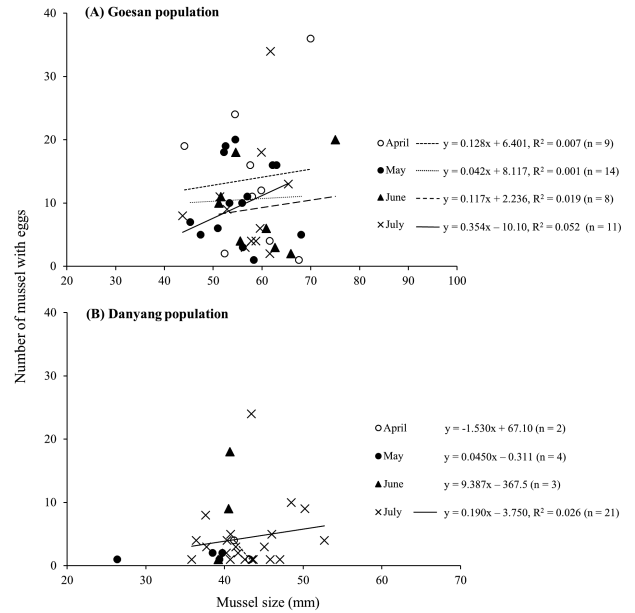 (A) Goesan population
40
30
20
10
0
20 30 40 50 60 70 80 90 100
April y = 0.128x + 6.401, R² = 0.007 (n = 9)
May y = 0.042x + 8.117, R² = 0.001 (n = 14)
June y = 0.117x + 2.236, R² = 0.019 (n = 8)
July y = 0.354x – 10.10, R² = 0.052 (n = 11)
Number of mussel with eggs
(B) Danyang population
40
30
20
10
0
20 30 40 50 60 70
April y = -1.530x + 67.10 (n = 2)
May y = 0.0450x – 0.311 (n = 4)
June y = 9.387x – 367.5 (n = 3)
July y = 0.190x – 3.750, R² = 0.026 (n = 21)
Mussel size (mm)